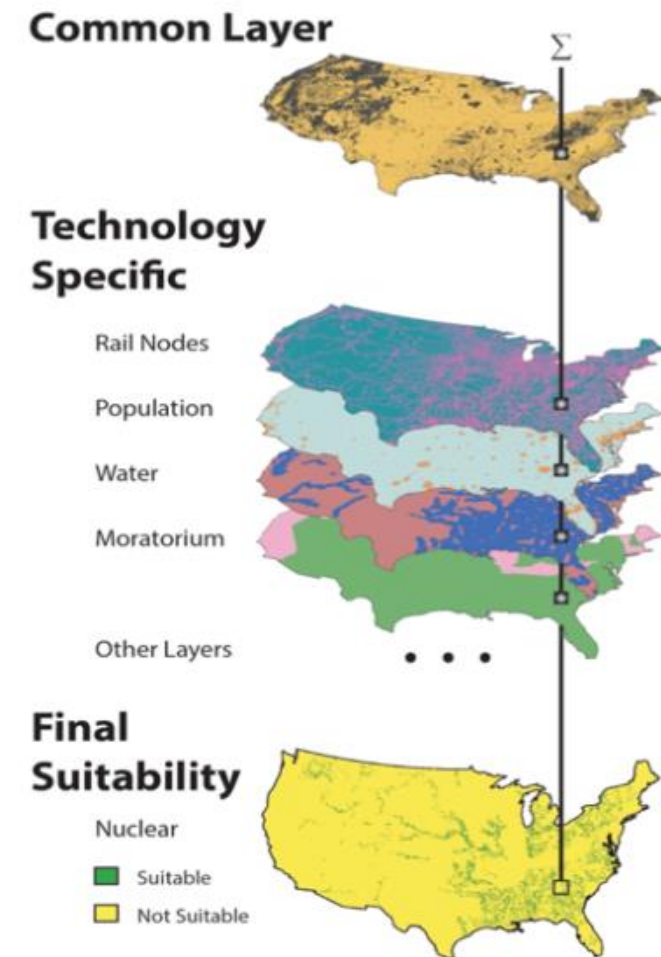 Common Layer
Σ
Technology
Specific
Rail Nodes
Population
Water
Moratorium
Other Layers
• • •
Final
Suitability
Nuclear
Suitable
Not Suitable